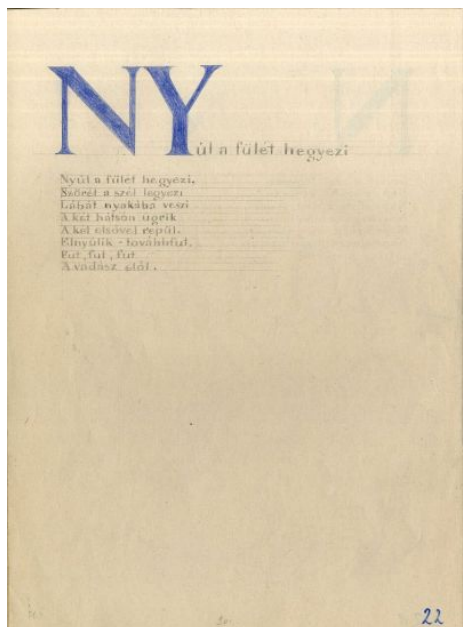 NYúl a fülét hegyezi
Nyúl a fülét hegyezi,
Szőrét a szél legyezi
Lábát nyakába veszi
A két hátsón ugrik
A két elsővel repül.
Elnyúlik - továbbfut,
Fut, fut, fut
A vadász elől.
22